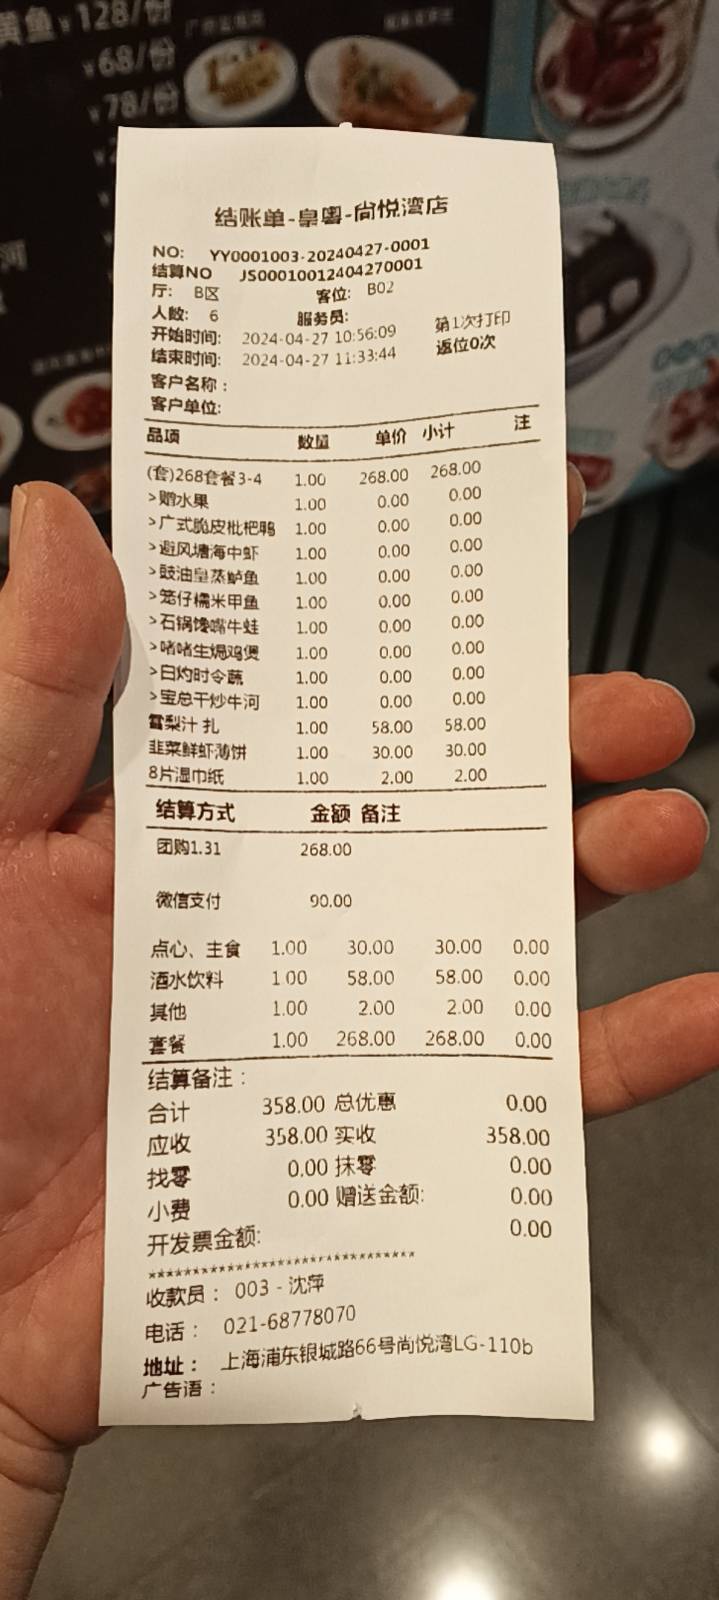 黄鱼 ¥128/份
¥68/份
¥78/份
河
结账单-皇粤-尚悦湾店
NO: YY0001003-20240427-0001
结算NO JS00010012404270001
厅: B区 客位: B02
人数: 6 服务员:
开始时间: 2024-04-27 10:56:09 第1次打印
结束时间: 2024-04-27 11:33:44 返位0次
客户名称:
客户单位:
品项 数量 单价 小计 注
(套)268套餐3-4 1.00 268.00 268.00
>赠水果 1.00 0.00 0.00
>广式脆皮枇杷鸭 1.00 0.00 0.00
>避风塘海中虾 1.00 0.00 0.00
>豉油皇蒸鲈鱼 1.00 0.00 0.00
>笼仔糯米甲鱼 1.00 0.00 0.00
>石锅馋嘴牛蛙 1.00 0.00 0.00
>啫啫生焗鸡煲 1.00 0.00 0.00
>白灼时令蔬 1.00 0.00 0.00
>宝总干炒牛河 1.00 0.00 0.00
雪梨汁 扎 1.00 58.00 58.00
韭菜鲜虾薄饼 1.00 30.00 30.00
8片湿巾纸 1.00 2.00 2.00
结算方式 金额 备注
团购1.31 268.00
微信支付 90.00
点心、主食 1.00 30.00 30.00 0.00
酒水饮料 1.00 58.00 58.00 0.00
其他 1.00 2.00 2.00 0.00
套餐 1.00 268.00 268.00 0.00
结算备注:
合计 358.00 总优惠 0.00
应收 358.00 实收 358.00
找零 0.00 抹零 0.00
小费 0.00 赠送金额: 0.00
开发票金额: 0.00
*******************************
收款员: 003 - 沈萍
电话: 021-68778070
地址: 上海浦东银城路66号尚悦湾LG-110b
广告语: